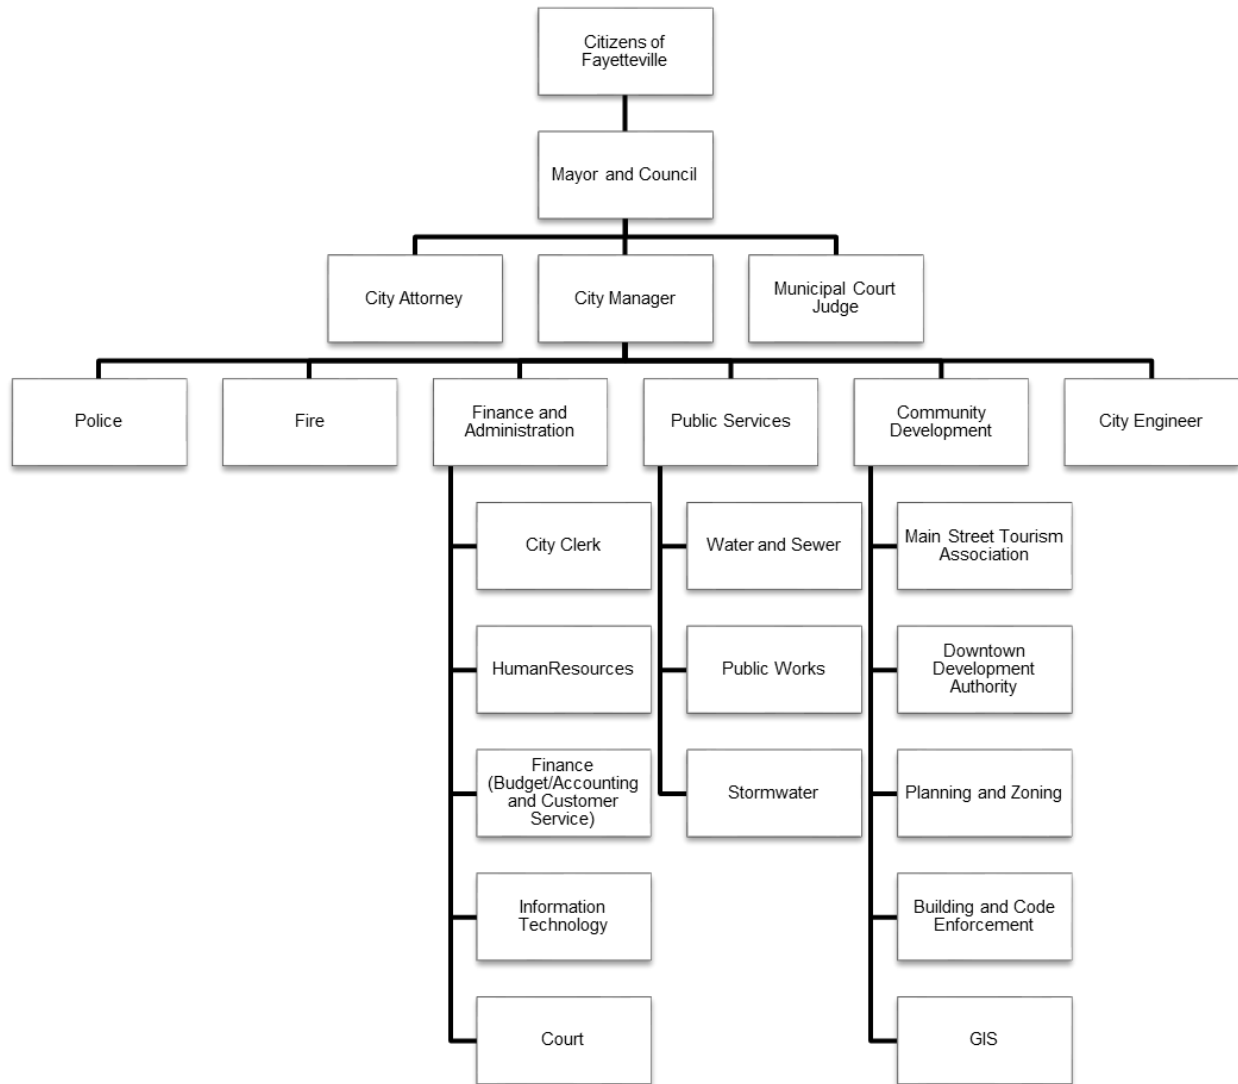 Citizens of
Fayetteville
Mayor and Council
City Attorney
City Manager
Municipal Court
Judge
Police
Fire
Finance and
Administration
Public Services
Community
Development
City Engineer
City Clerk
Water and Sewer
Main Street Tourism
Association
HumanResources
Public Works
Downtown
Development
Authority
Finance
(Budget/Accounting
and Customer
Service)
Stormwater
Planning and Zoning
Information
Technology
Building and Code
Enforcement
Court
GIS